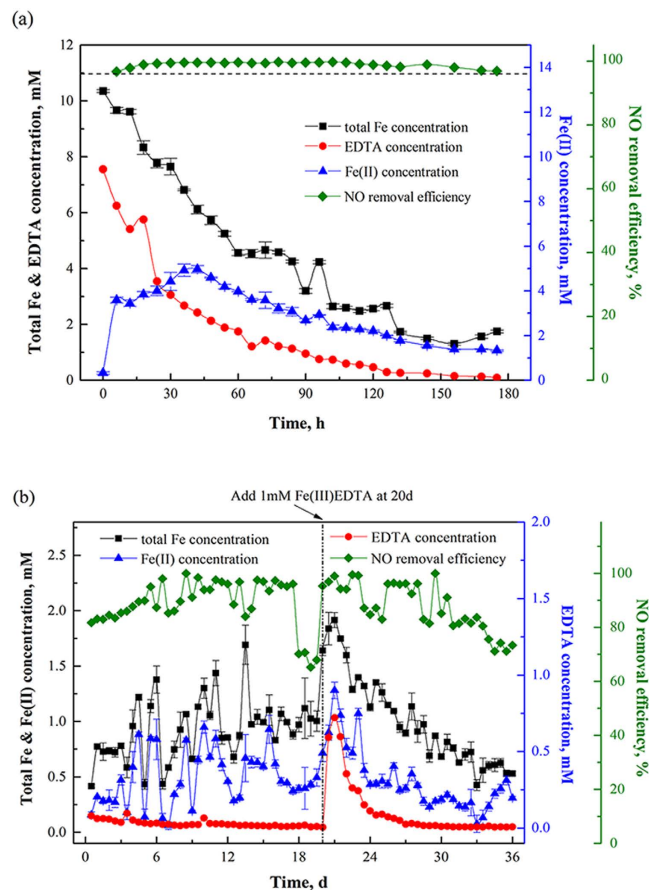 (a)
12
10
8
6
4
2
0
Total Fe & EDTA concentration, mM
0 30 60 90 120 150 180
Time, h
total Fe concentration
EDTA concentration
Fe(II) concentration
NO removal efficiency
14
12
10
8
6
4
2
0
Fe(II) concentration, mM
100
80
60
40
20
0
NO removal efficiency, %
(b)
Add 1mM Fe(III)EDTA at 20d
total Fe concentration
Fe(II) concentration
EDTA concentration
NO removal efficiency
2.5
2.0
1.5
1.0
0.5
0.0
Total Fe & Fe(II) concentration, mM
0 6 12 18 24 30 36
Time, d
2.0
1.5
1.0
0.5
0.0
EDTA concentration, mM
100
80
60
40
20
0
NO removal efficiency, %